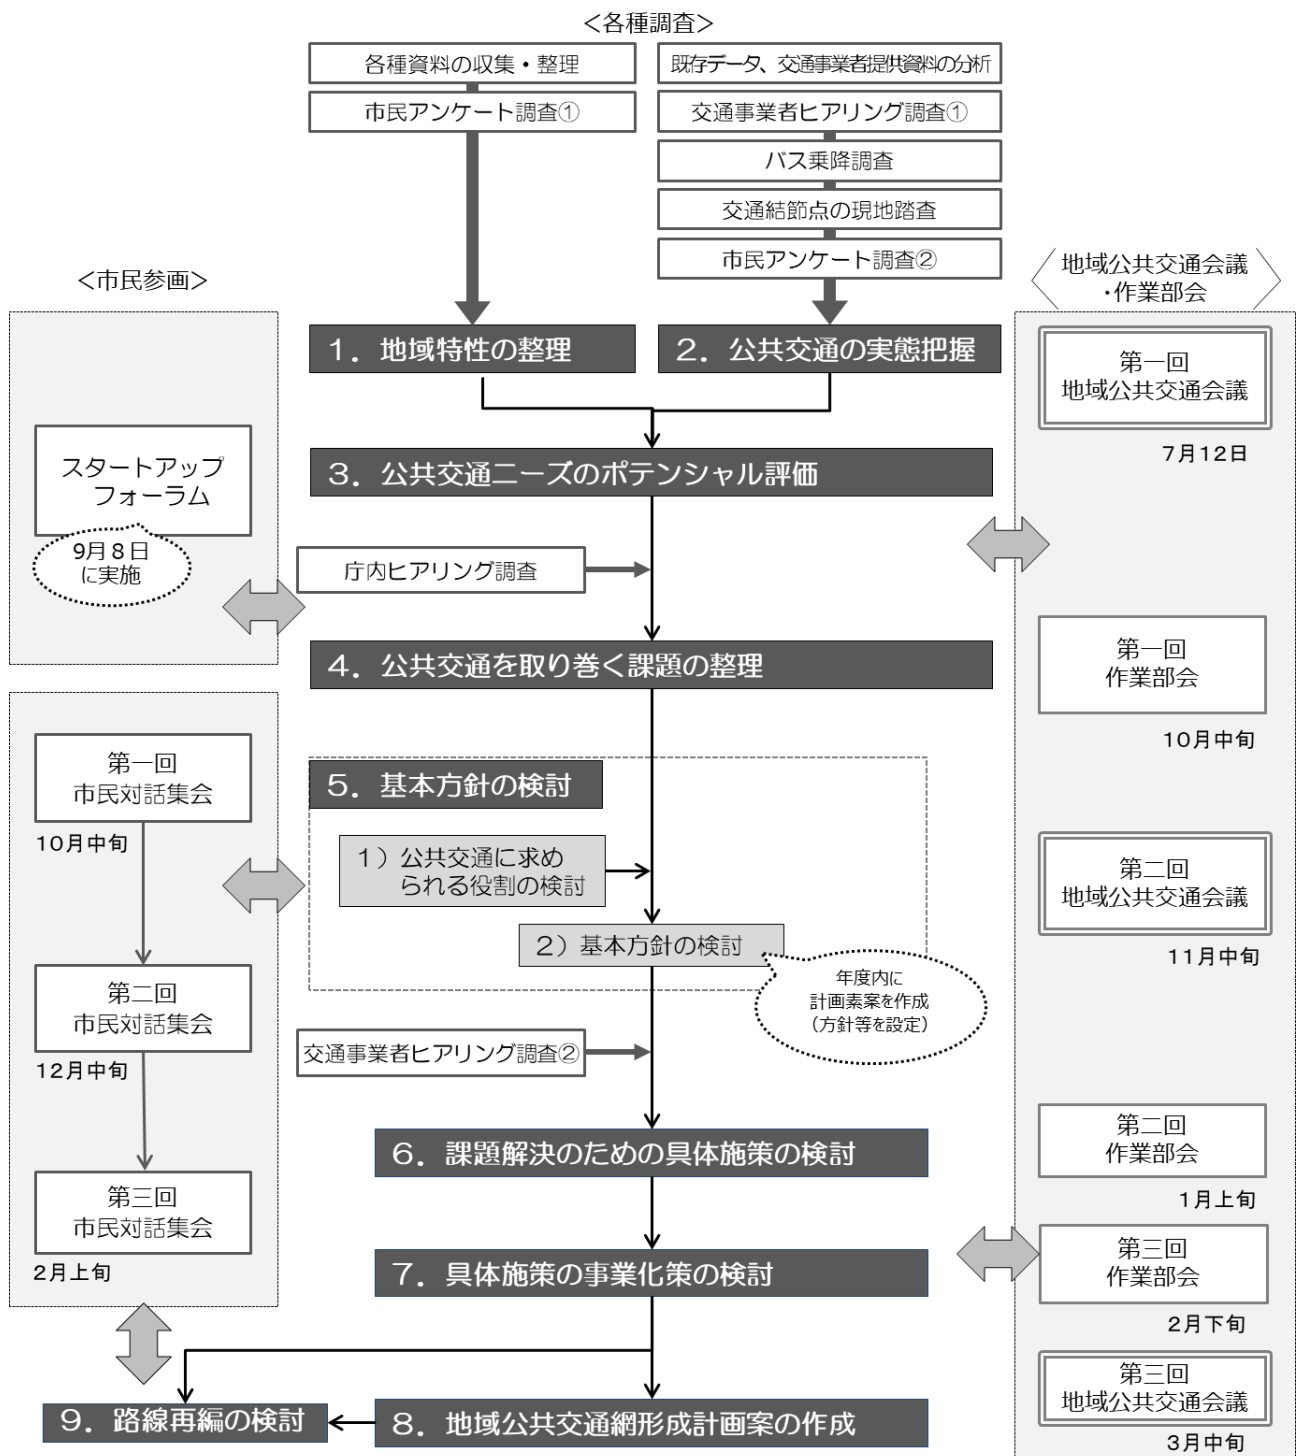 <各種調査>
各種資料の収集・整理
市民アンケート調査①
既存データ、交通事業者提供資料の分析
交通事業者ヒアリング調査①
バス乗降調査
交通結節点の現地踏査
市民アンケート調査②
<市民参画>
地域公共交通会議
・作業部会
1．地域特性の整理
2．公共交通の実態把握
第一回
地域公共交通会議
7月12日
スタートアップ
フォーラム
9月8日
に実施
3．公共交通ニーズのポテンシャル評価
庁内ヒアリング調査
4．公共交通を取り巻く課題の整理
第一回
作業部会
10月中旬
第一回
市民対話集会
10月中旬
5．基本方針の検討
1）公共交通に求め
られる役割の検討
2）基本方針の検討
年度内に
計画素案を作成
（方針等を設定）
第二回
地域公共交通会議
11月中旬
第二回
市民対話集会
12月中旬
交通事業者ヒアリング調査②
6．課題解決のための具体施策の検討
第二回
作業部会
1月上旬
第三回
市民対話集会
2月上旬
7．具体施策の事業化策の検討
第三回
作業部会
2月下旬
9．路線再編の検討
8．地域公共交通網形成計画案の作成
第三回
地域公共交通会議
3月中旬